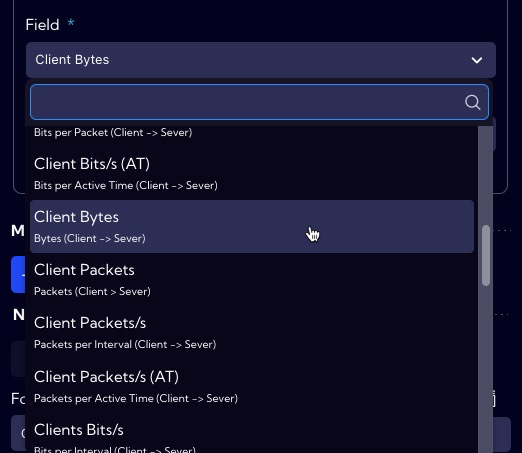 Field *
Client Bytes
Bits per Packet (Client -> Sever)
Client Bits/s (AT)
Bits per Active Time (Client -> Sever)
Client Bytes
Bytes (Client -> Sever)
Client Packets
Packets (Client > Sever)
Client Packets/s
Packets per Interval (Client -> Sever)
Client Packets/s (AT)
Packets per Active Time (Client -> Sever)
Clients Bits/s
Bits per Interval (Client -> Sever)
M
N
Fo